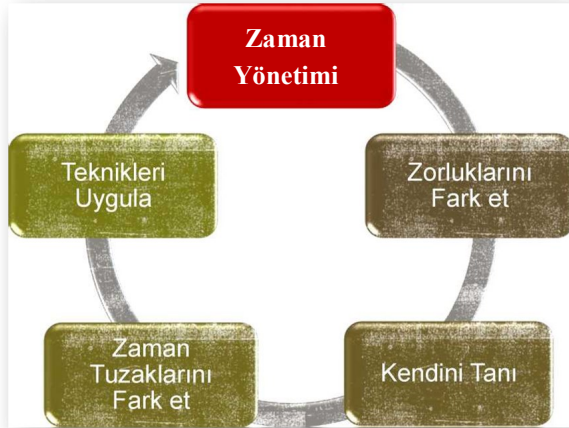 Zaman
Yönetimi
Zorluklarını
Fark et
Kendini Tanı
Zaman
Tuzaklarını
Fark et
Teknikleri
Uygula